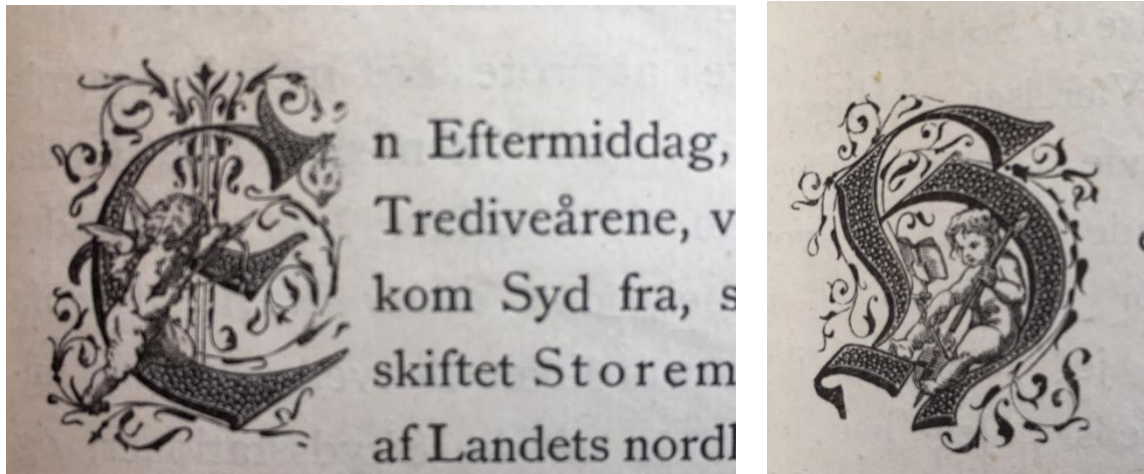 En Eftermiddag,
Trediveårene, v
kom Syd fra, s
skiftet Storem
af Landets nordl
H